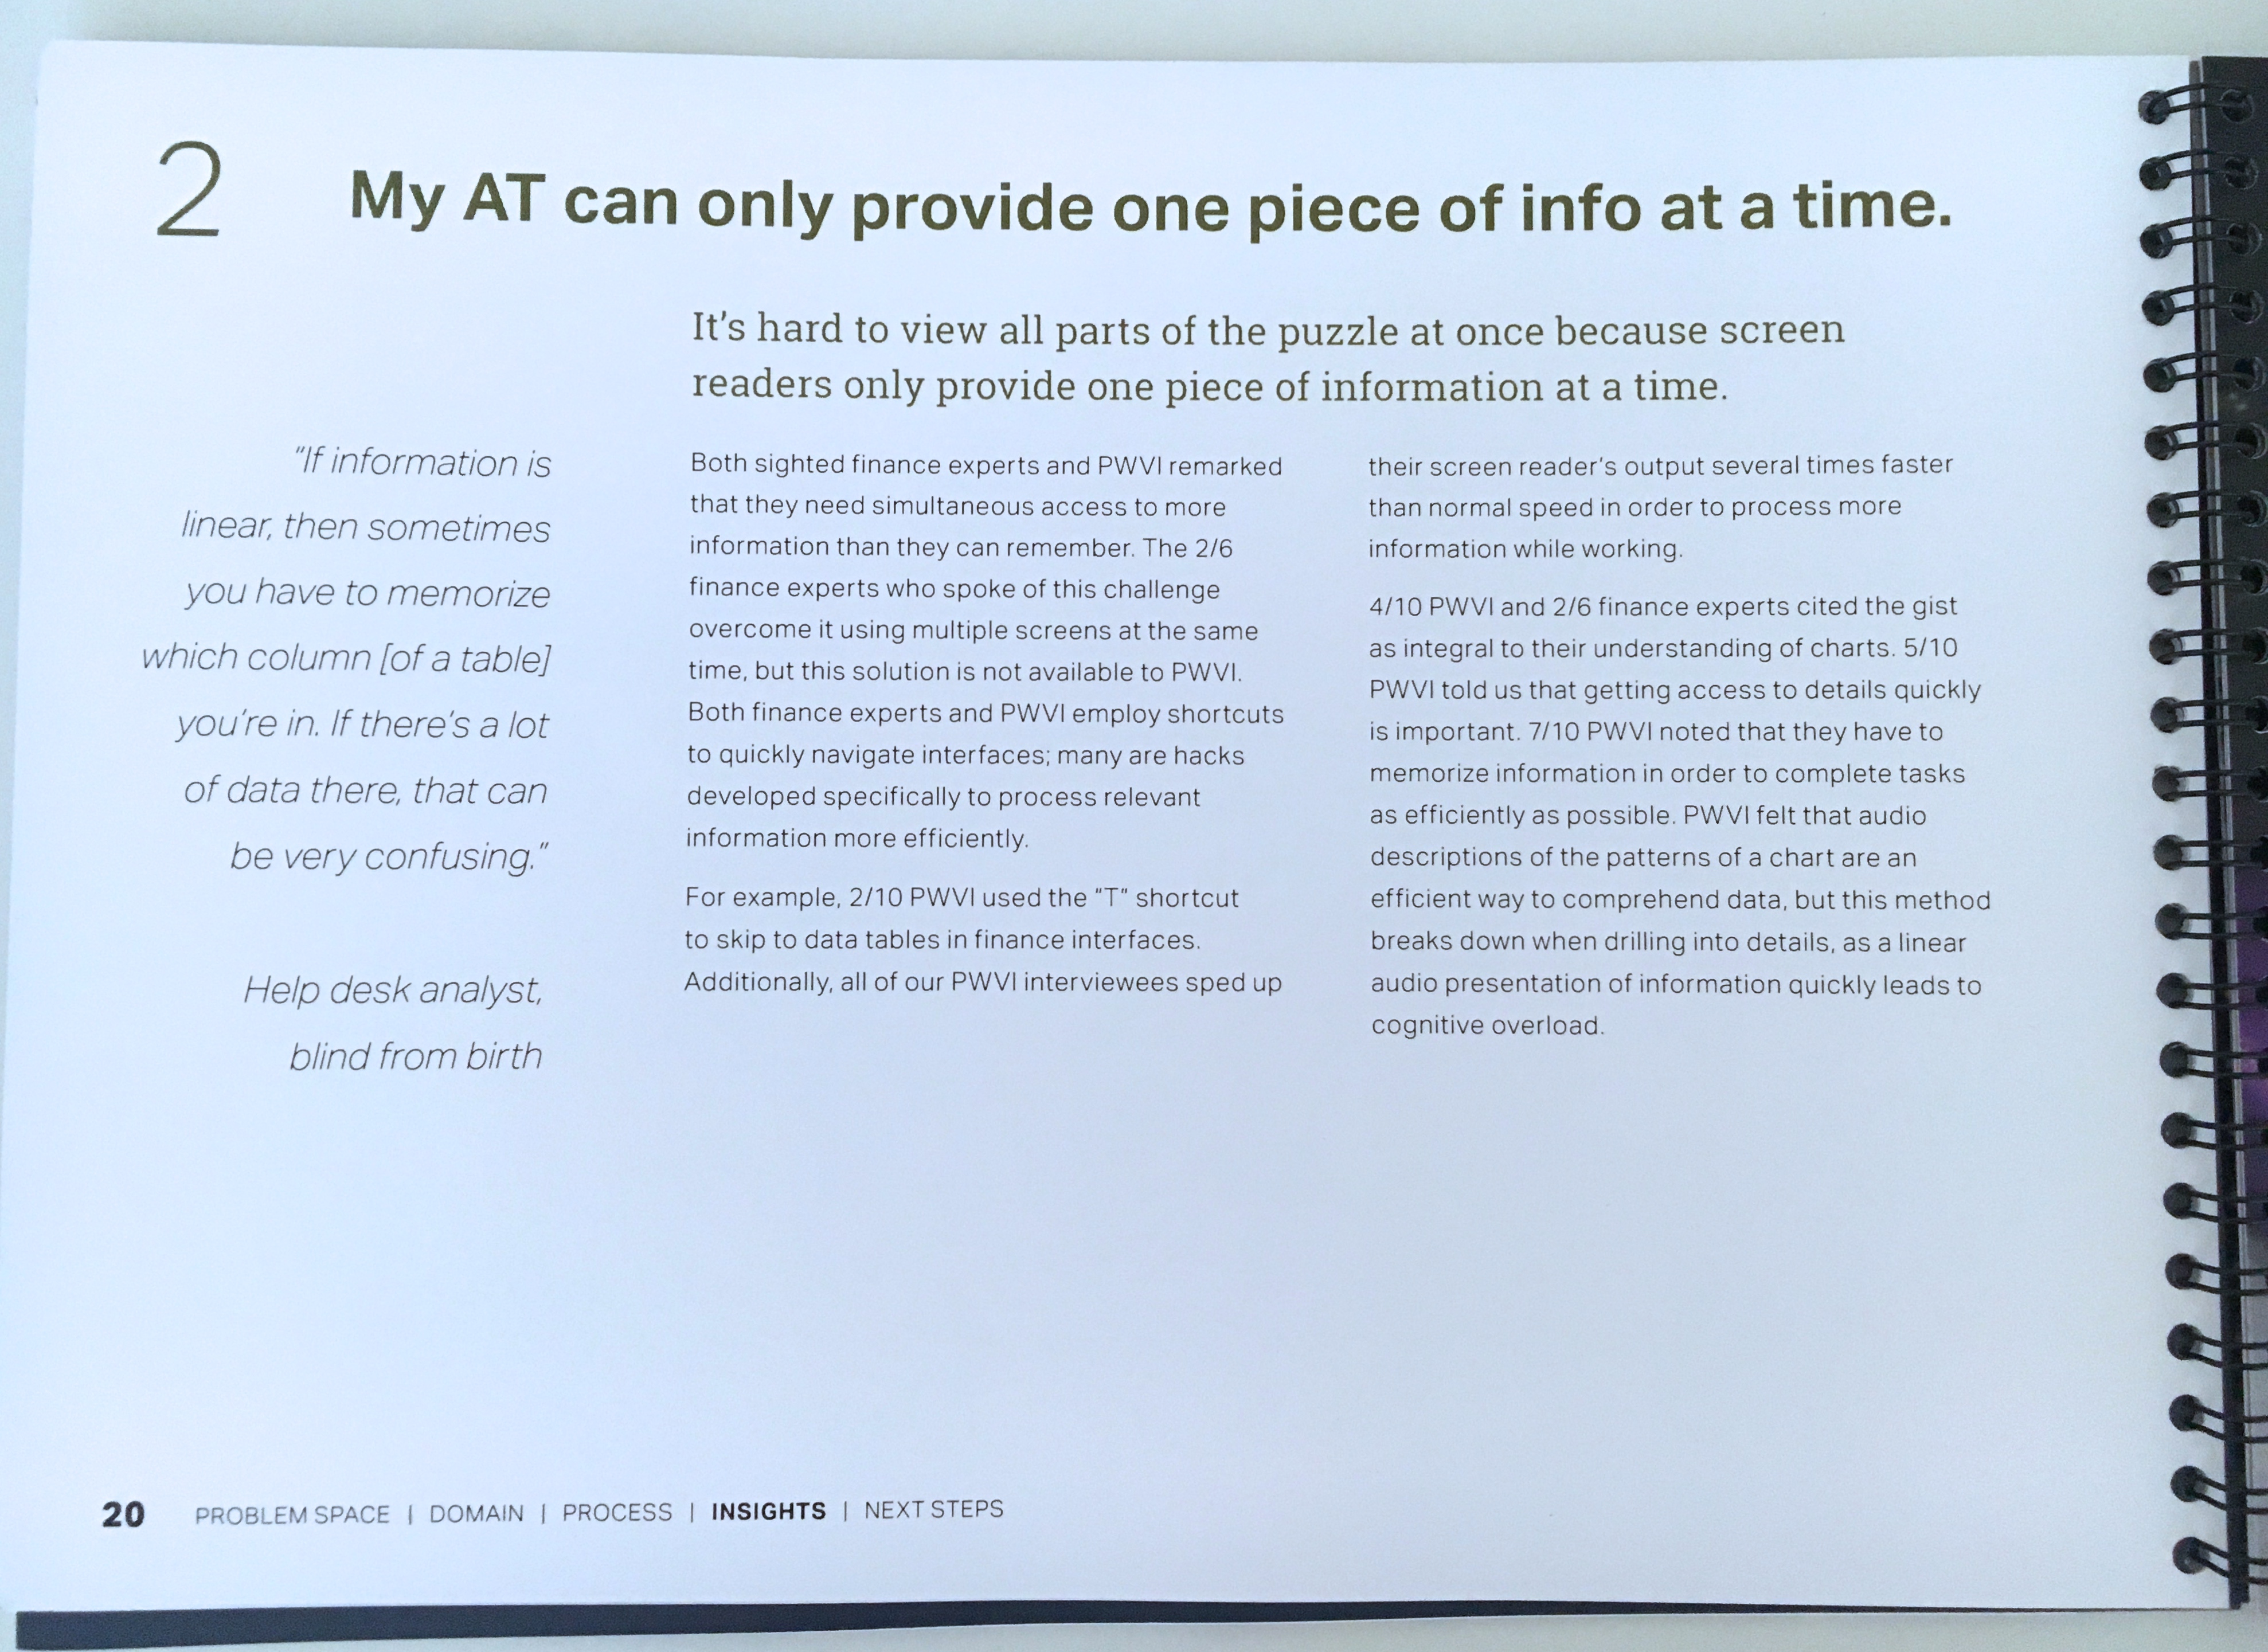 2
My AT can only provide one piece of info at a time.
It's hard to view all parts of the puzzle at once because screen
readers only provide one piece of information at a time.
"If information is
linear, then sometimes
you have to memorize
which column [of a table]
you're in. If there's a lot
of data there, that can
be very confusing."
Help desk analyst,
blind from birth
Both sighted finance experts and PWVI remarked
that they need simultaneous access to more
information than they can remember. The 2/6
finance experts who spoke of this challenge
overcome it using multiple screens at the same
time, but this solution is not available to PWVI.
Both finance experts and PWVI employ shortcuts
to quickly navigate interfaces; many are hacks
developed specifically to process relevant
information more efficiently.
For example, 2/10 PWVI used the "T" shortcut
to skip to data tables in finance interfaces.
Additionally, all of our PWVI interviewees sped up
their screen reader's output several times faster
than normal speed in order to process more
information while working.
4/10 PWVI and 2/6 finance experts cited the gist
as integral to their understanding of charts. 5/10
PWVI told us that getting access to details quickly
is important. 7/10 PWVI noted that they have to
memorize information in order to complete tasks
as efficiently as possible. PWVI felt that audio
descriptions of the patterns of a chart are an
efficient way to comprehend data, but this method
breaks down when drilling into details, as a linear
audio presentation of information quickly leads to
cognitive overload.
20 PROBLEM SPACE | DOMAIN | PROCESS | INSIGHTS | NEXT STEPS